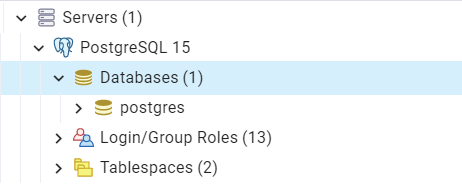 Servers (1)
PostgreSQL 15
Databases (1)
postgres
Login/Group Roles (13)
Tablespaces (2)